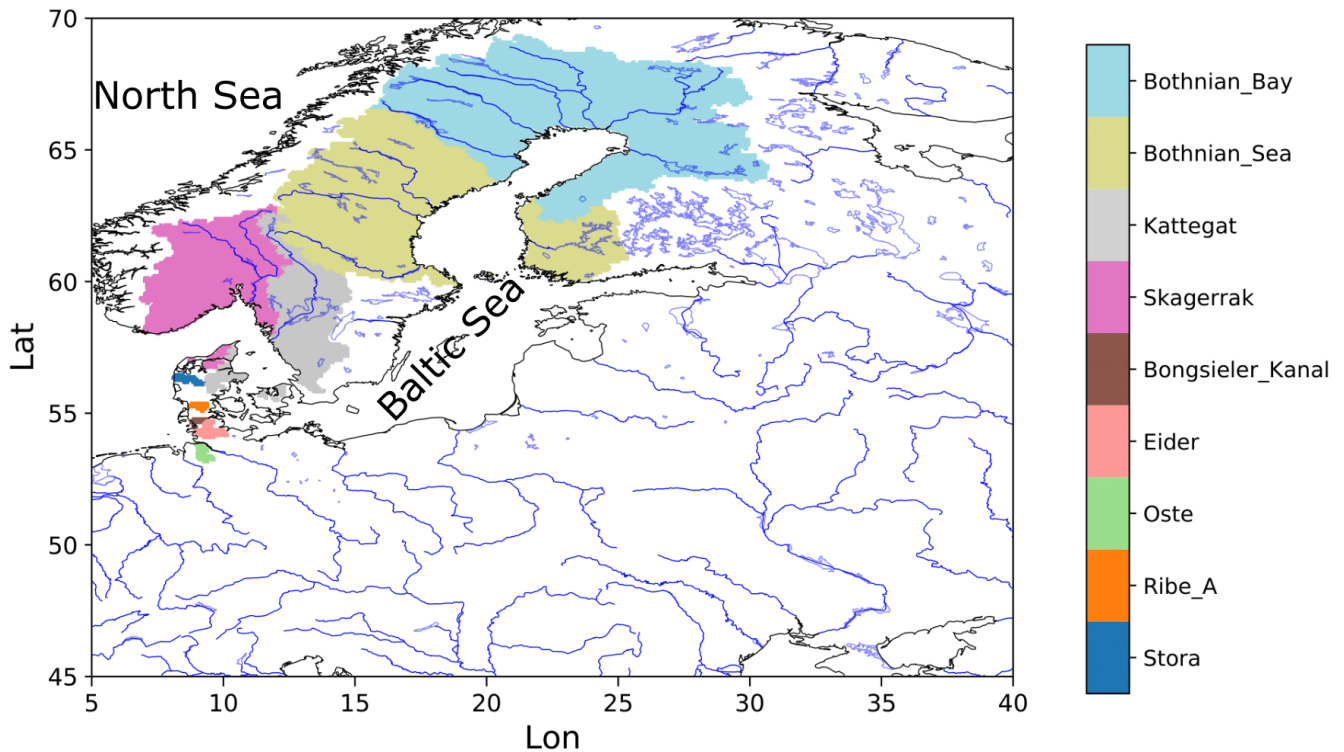 70
65
60
55
50
45
Lat
5
10
15
20
25
30
35
40
Lon
North Sea
Baltic Sea
Bothnian_Bay
Bothnian_Sea
Kattegat
Skagerrak
Bongsieler_Kanal
Eider
Oste
Ribe_A
Stora